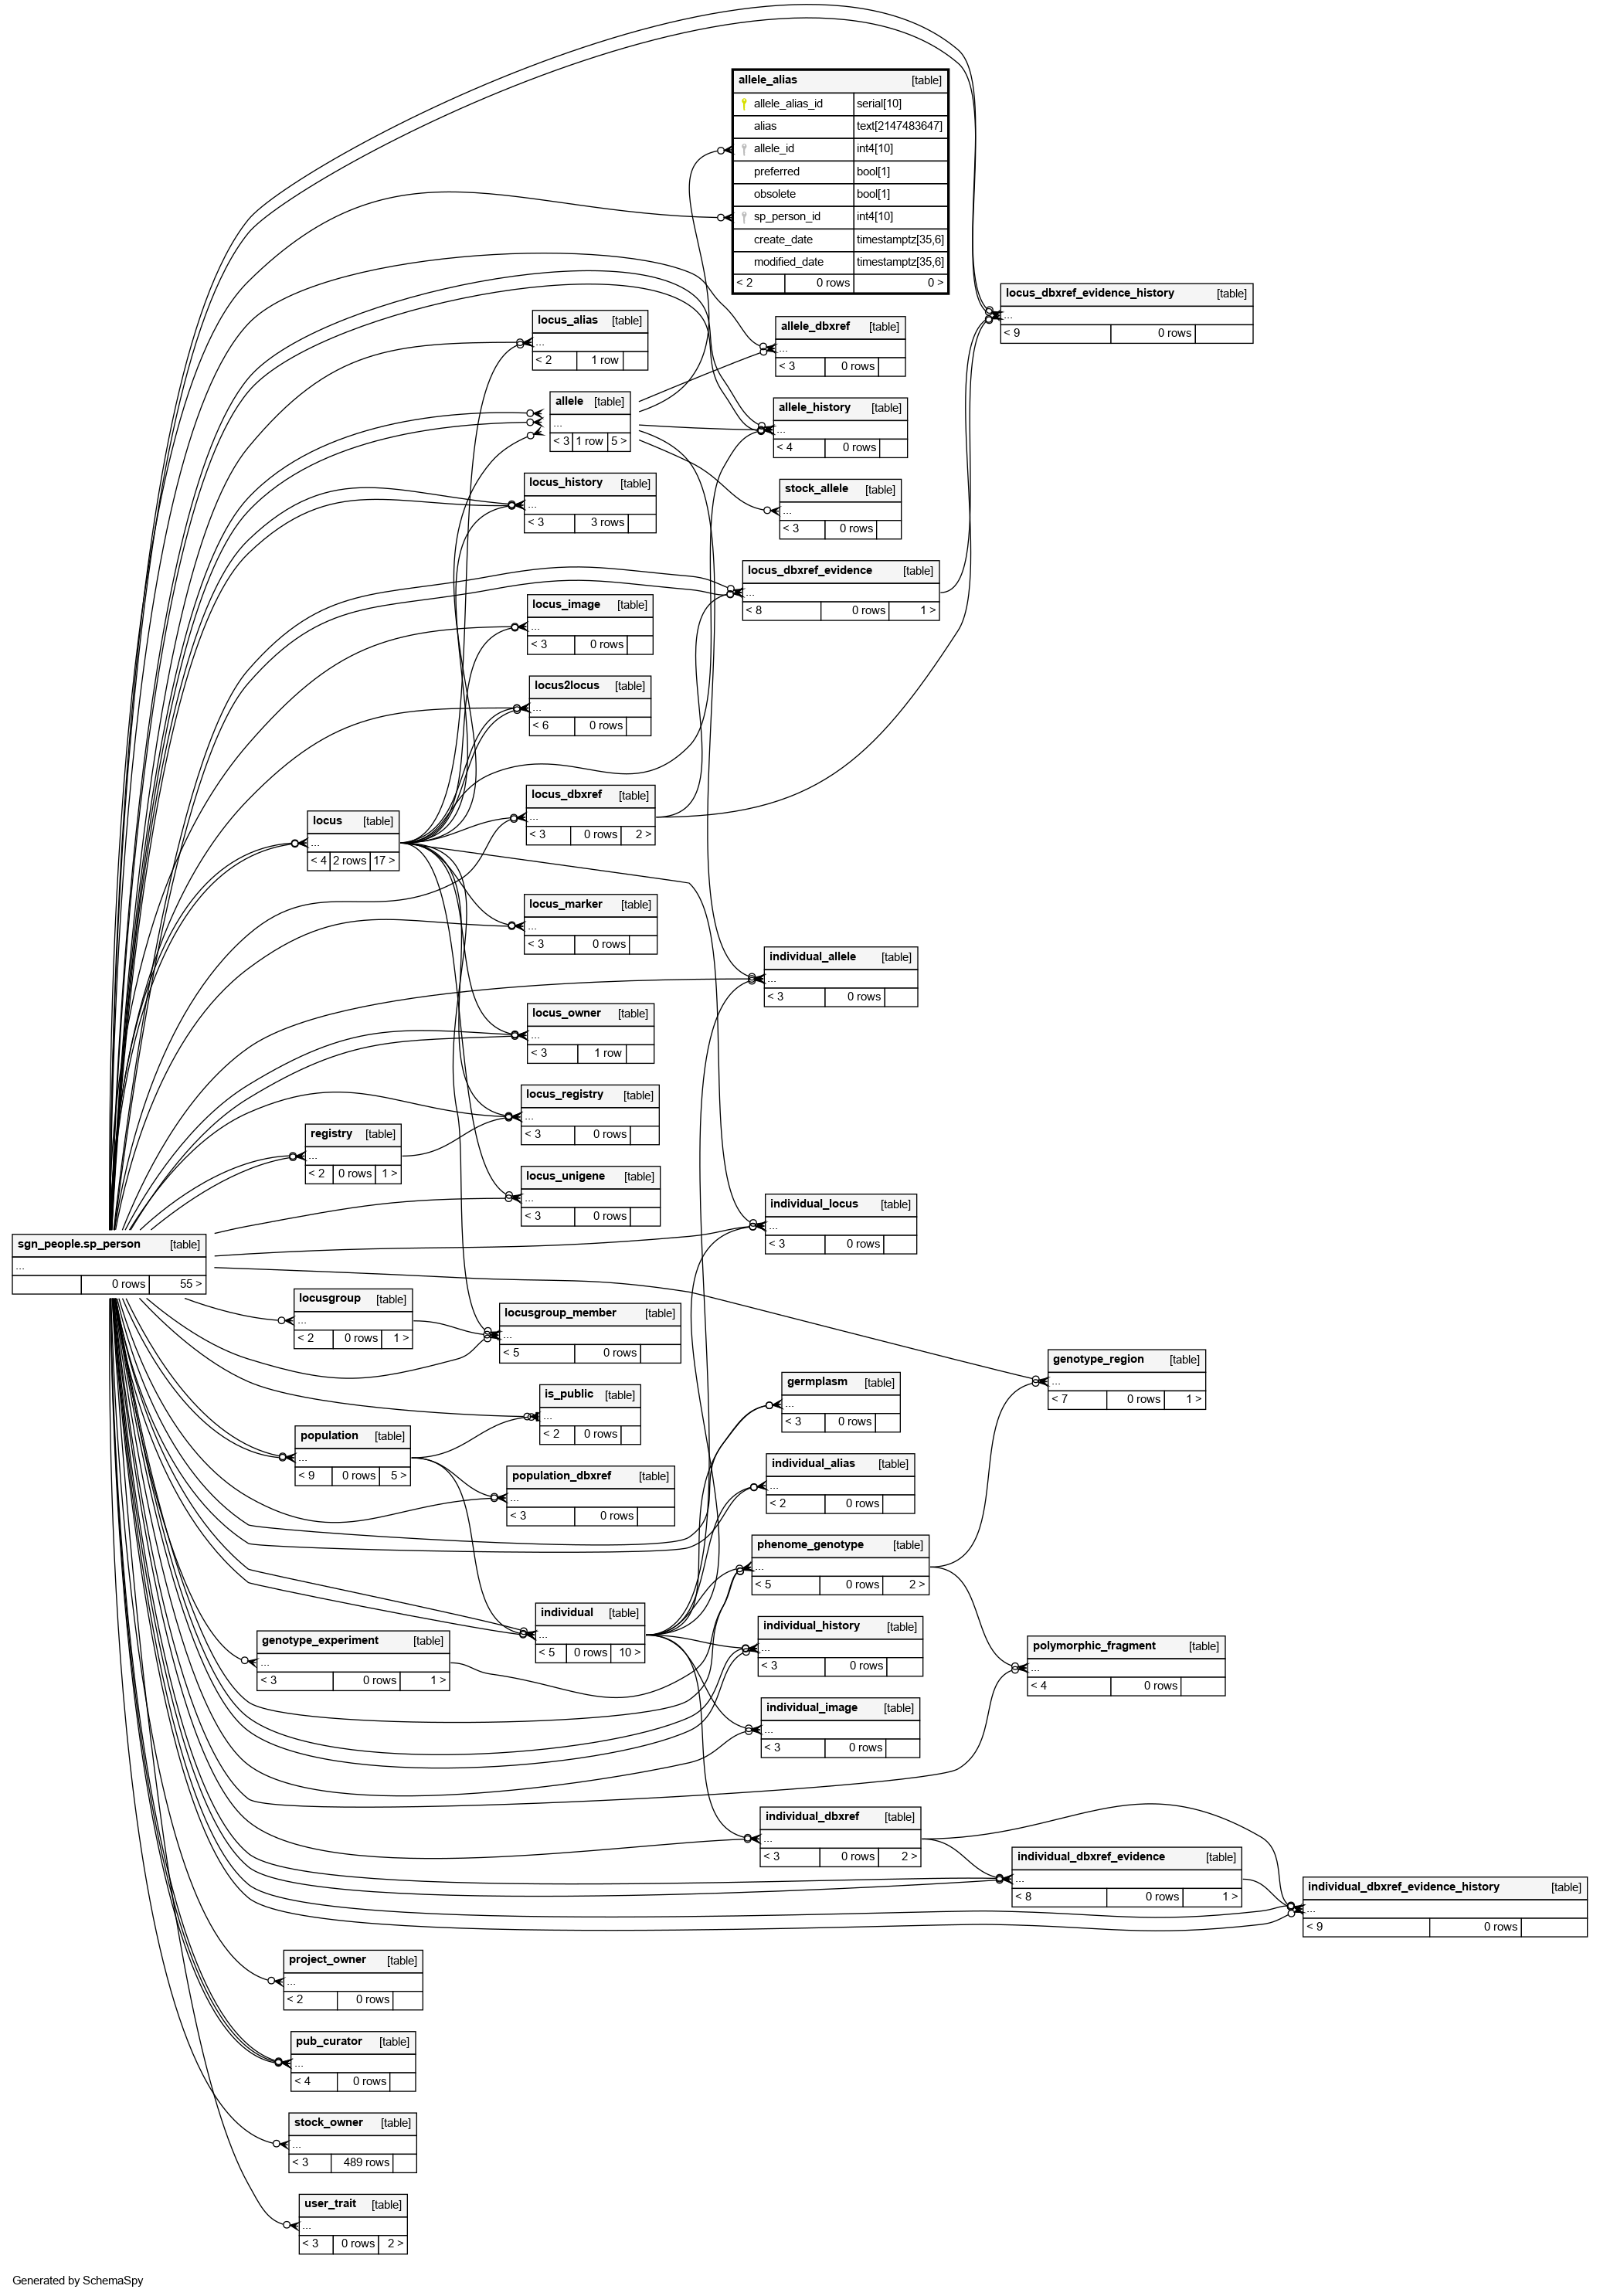 allele_alias [table]
allele_alias_id serial[10]
alias text[2147483647]
allele_id int4[10]
preferred bool[1]
obsolete bool[1]
sp_person_id int4[10]
create_date timestamptz[35,6]
modified_date timestamptz[35,6]
< 2 0 rows 0 >
locus_dbxref_evidence_history [table]
...
< 9 0 rows
locus_alias [table]
...
< 2 1 row
allele_dbxref [table]
...
< 3 0 rows
allele [table]
...
< 3 1 row 5 >
allele_history [table]
...
< 4 0 rows
locus_history [table]
...
< 3 3 rows
stock_allele [table]
...
< 3 0 rows
locus_dbxref_evidence [table]
...
< 8 0 rows 1 >
locus_image [table]
...
< 3 0 rows
locus2locus [table]
...
< 6 0 rows
locus_dbxref [table]
...
< 3 0 rows 2 >
locus [table]
...
< 4 2 rows 17 >
locus_marker [table]
...
< 3 0 rows
individual_allele [table]
...
< 3 0 rows
locus_owner [table]
...
< 3 1 row
locus_registry [table]
...
< 3 0 rows
registry [table]
...
< 2 0 rows 1 >
locus_unigene [table]
...
< 3 0 rows
individual_locus [table]
...
< 3 0 rows
sgn_people.sp_person [table]
...
0 rows 55 >
locusgroup [table]
...
< 2 0 rows 1 >
locusgroup_member [table]
...
< 5 0 rows
genotype_region [table]
...
< 7 0 rows 1 >
germplasm [table]
...
< 3 0 rows
is_public [table]
...
< 2 0 rows
population [table]
...
< 9 0 rows 5 >
individual_alias [table]
...
< 2 0 rows
population_dbxref [table]
...
< 3 0 rows
phenome_genotype [table]
...
< 5 0 rows 2 >
individual [table]
...
< 5 0 rows 10 >
individual_history [table]
...
< 3 0 rows
genotype_experiment [table]
...
< 3 0 rows 1 >
polymorphic_fragment [table]
...
< 4 0 rows
individual_image [table]
...
< 3 0 rows
individual_dbxref [table]
...
< 3 0 rows 2 >
individual_dbxref_evidence [table]
...
< 8 0 rows 1 >
individual_dbxref_evidence_history [table]
...
< 9 0 rows
project_owner [table]
...
< 2 0 rows
pub_curator [table]
...
< 4 0 rows
stock_owner [table]
...
< 3 489 rows
user_trait [table]
...
< 3 0 rows 2 >
Generated by SchemaSpy